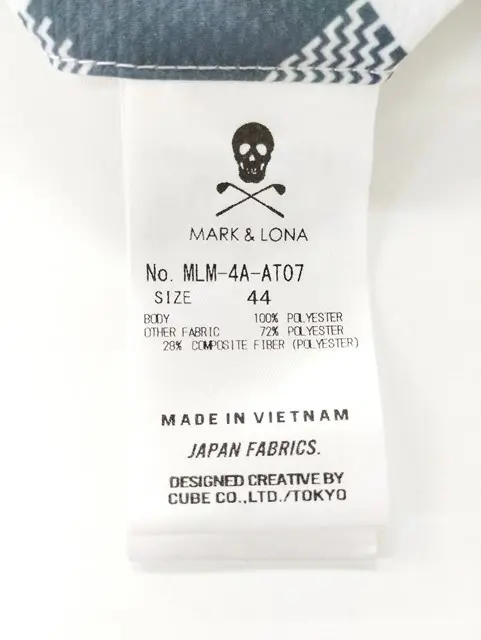 MARK & LONA
No. MLM-4A-AT07
SIZE 44
BODY 100% POLYESTER
OTHER FABRIC 72% POLYESTER
28% COMPOSITE FIBER (POLYESTER)
MADE IN VIETNAM
JAPAN FABRICS.
DESIGNED CREATIVE BY
CUBE CO.,LTD./TOKYO